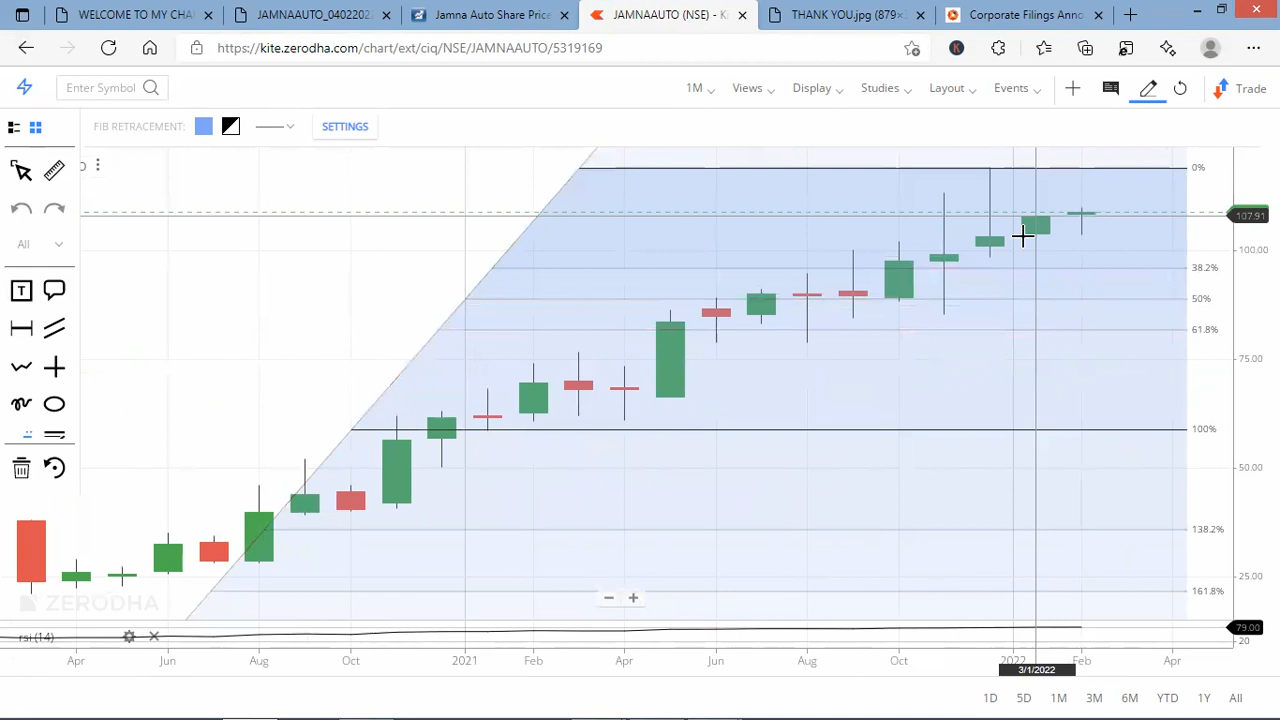 WELCOME TO MY CHA
JAMNAAUTO_04022022
Jamna Auto Share Price
JAMNAAUTO (NSE) - Ki
THANK YOU.jpg (879×
Corporate Filings Anno
https://kite.zerodha.com/chart/ext/ciq/NSE/JAMNAAUTO/5319169
K
Enter Symbol
1M
Views
Display
Studies
Layout
Events
Trade
FIB RETRACEMENT:
SETTINGS
0%
107.91
100.00
38.2%
50%
61.8%
75.00
100%
50.00
138.2%
25.00
161.8%
All
T
ZERODHA
rsi (14)
79.00
20
Apr
Jun
Aug
Oct
2021
Feb
Apr
Jun
Aug
Oct
2022
Feb
Apr
3/1/2022
1D
5D
1M
3M
6M
YTD
1Y
All